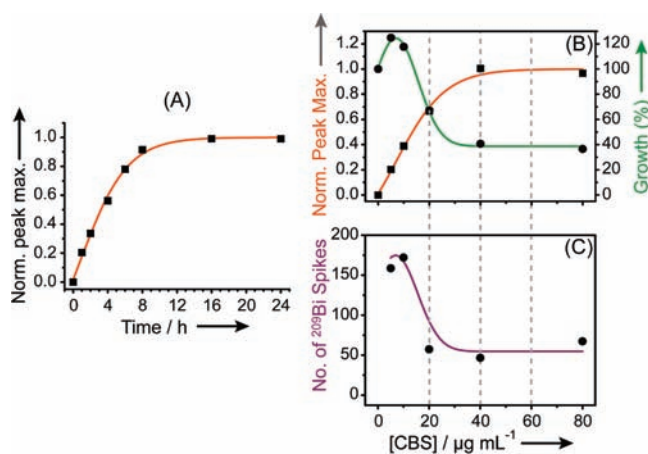 (A)
Norm. peak max.
1.0
0.8
0.6
0.4
0.2
0.0
0 4 8 12 16 20 24
Time / h
(B)
Norm. Peak Max.
1.2
1.0
0.8
0.6
0.4
0.2
0.0
Growth (%)
120
100
80
60
40
20
0
(C)
No. of ²⁰⁹Bi Spikes
200
150
100
50
0
0 20 40 60 80
[CBS] / µg mL⁻¹